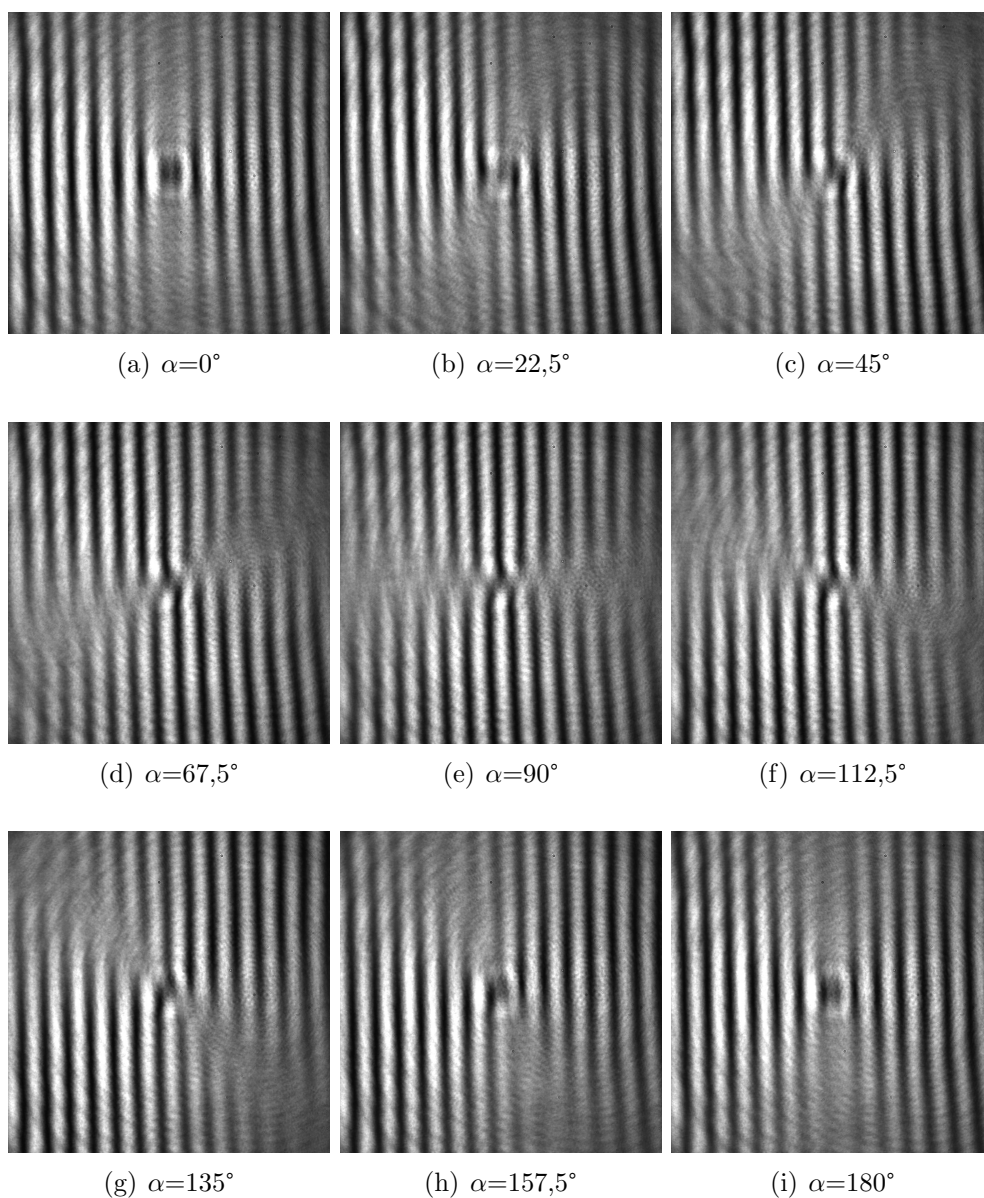 (a) α=0° (b) α=22,5° (c) α=45°
(d) α=67,5° (e) α=90° (f) α=112,5°
(g) α=135° (h) α=157,5° (i) α=180°